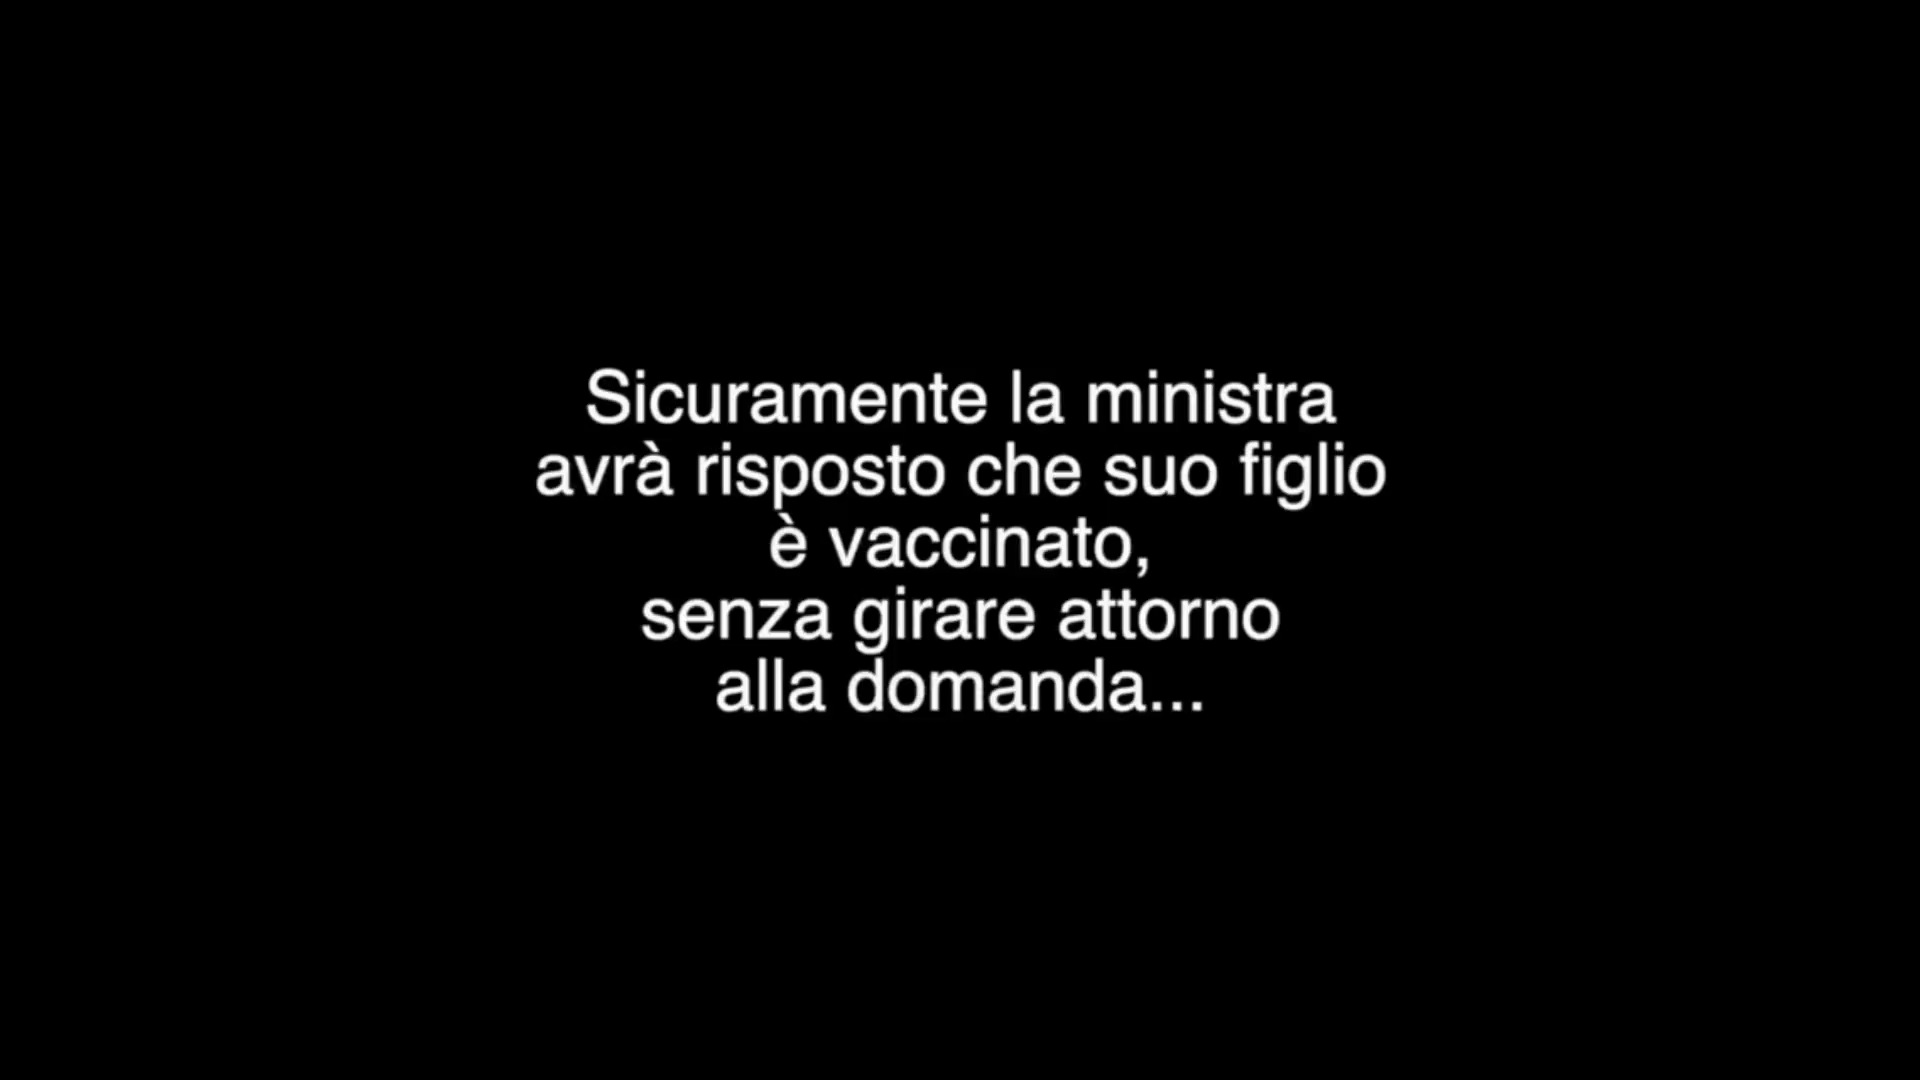 Sicuramente la ministra
avrà risposto che suo figlio
è vaccinato,
senza girare attorno
alla domanda...